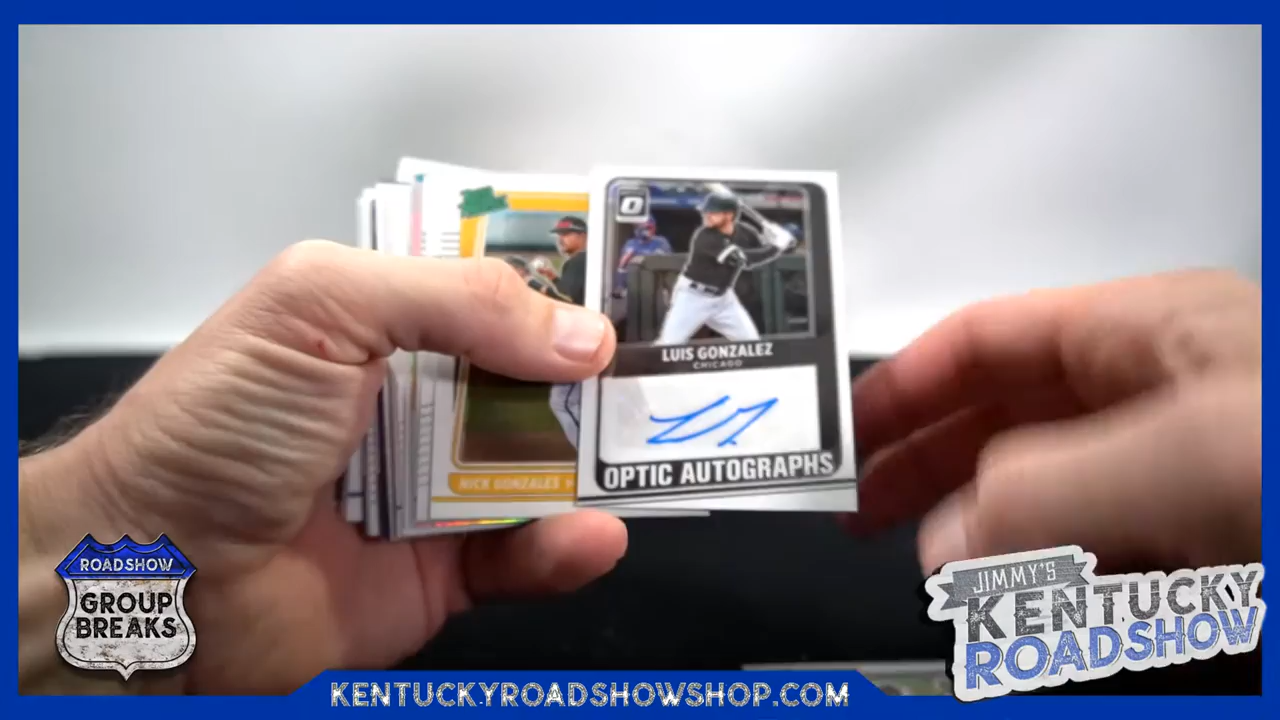 O
LUIS GONZALEZ
CHICAGO
OPTIC AUTOGRAPHS
NICK GONZALES
ROADSHOW
GROUP
BREAKS
JIMMY'S
KENTUCKY
ROADSHOW
KENTUCKYROADSHOWSHOP.COM